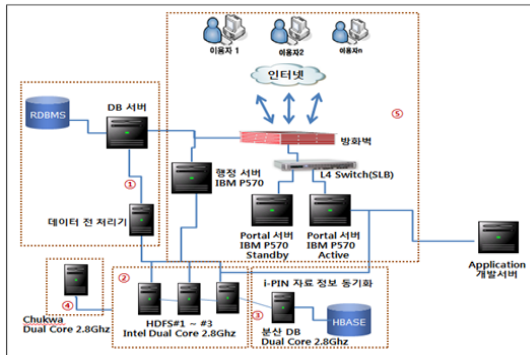 이용자 1
이용자2
이용자n
인터넷
⑤
DB 서버
RDBMS
방화벽
행정 서버
IBM P570
L4 Switch(SLB)
①
데이터 전 처리기
Portal 서버
IBM P570
Standby
Portal 서버
IBM P570
Active
Application
개발서버
②
i-PIN 자료 정보 동기화
④
③
Chukwa
Dual Core 2.8Ghz
HDFS#1 ~ #3
Intel Dual Core 2.8Ghz
분산 DB
Dual Core 2.8Ghz
HBASE